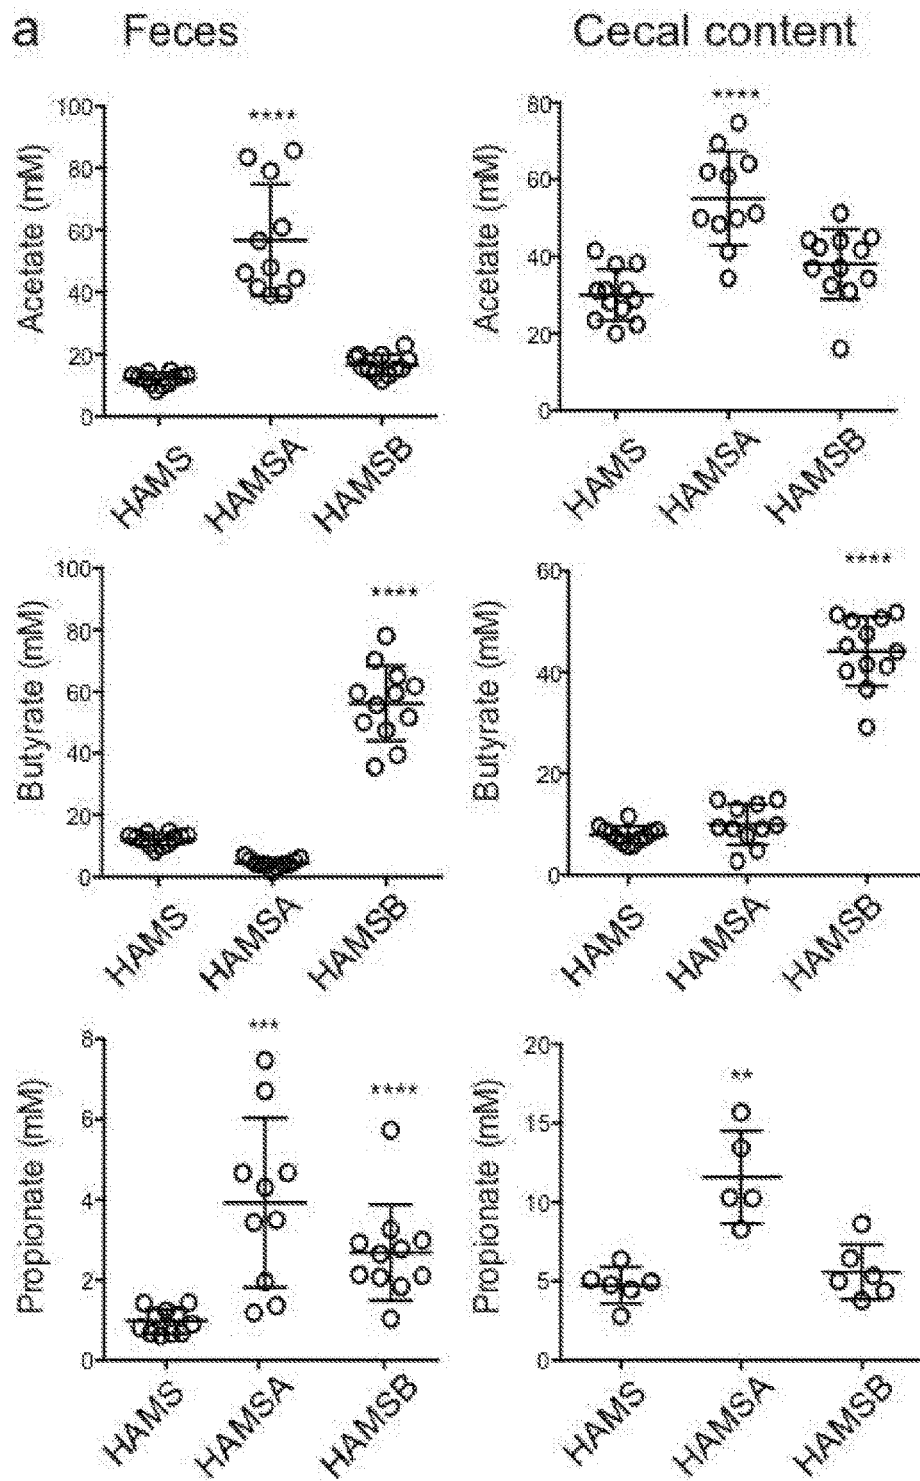 a Feces Cecal content
Acetate (mM)
100
80
60
40
20
0
****
HAMS HAMSA HAMSB
Acetate (mM)
80
60
40
20
0
****
HAMS HAMSA HAMSB
Butyrate (mM)
100
80
60
40
20
0
****
HAMS HAMSA HAMSB
Butyrate (mM)
60
40
20
0
****
HAMS HAMSA HAMSB
Propionate (mM)
8
6
4
2
0
***
****
HAMS HAMSA HAMSB
Propionate (mM)
20
15
10
5
0
**
HAMS HAMSA HAMSB